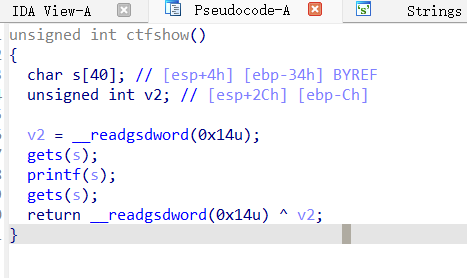 IDA View-A Pseudocode-A Strings
unsigned int ctfshow()
{
char s[40]; // [esp+4h] [ebp-34h] BYREF
unsigned int v2; // [esp+2Ch] [ebp-Ch]
v2 = __readgsdword(0x14u);
gets(s);
printf(s);
gets(s);
return __readgsdword(0x14u) ^ v2;
}